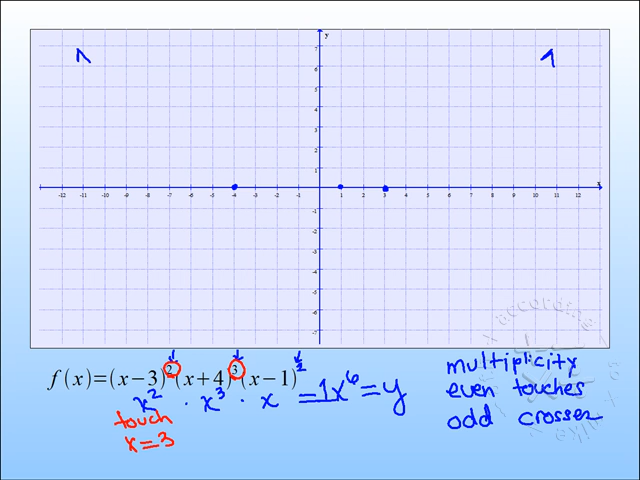 y
7
6
5
4
3
2
1
-12 -11 -10 -9 -8 -7 -6 -5 -4 -3 -2 -1 1 2 3 4 5 6 7 8 9 10 11 12 x
-1
-2
-3
-4
-5
-6
-7
f(x)=(x−3)²(x+4)³(x−1)
x² · x³ · x = 1x⁶ = y
touch
x = 3
multiplicity
even touches
odd crosses
according